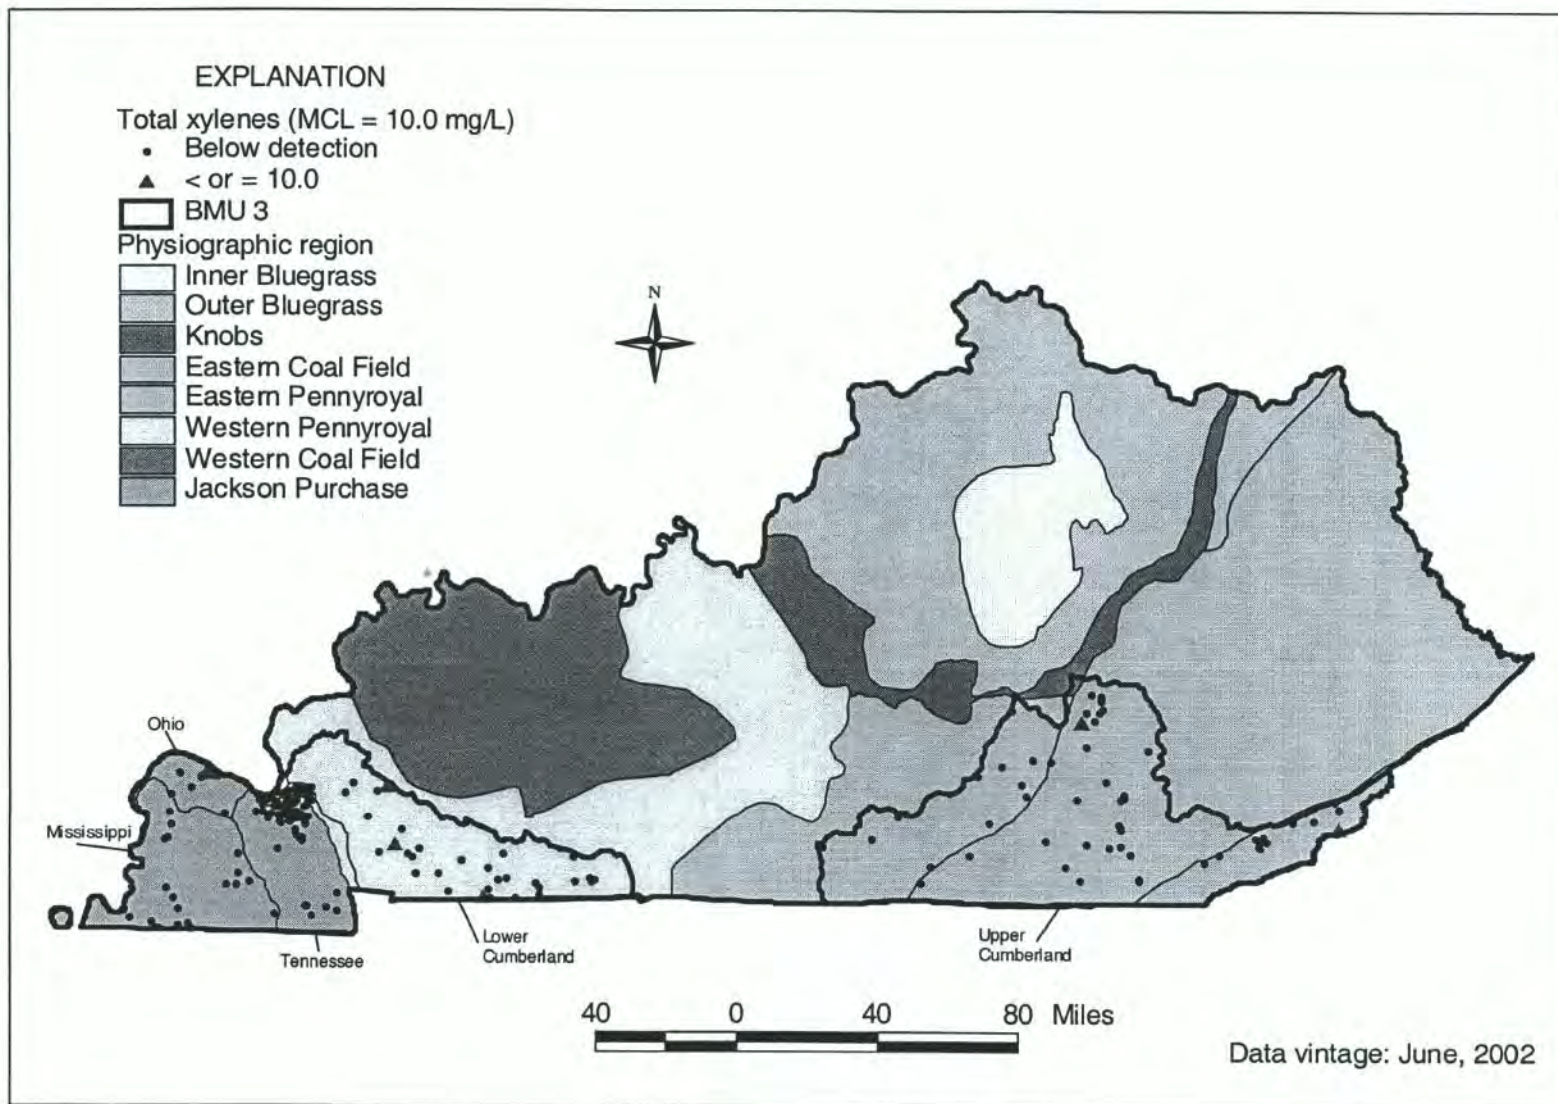 EXPLANATION
Total xylenes (MCL = 10.0 mg/L)
Below detection
< or = 10.0
BMU 3
Physiographic region
Inner Bluegrass
Outer Bluegrass
Knobs
Eastern Coal Field
Eastern Pennyroyal
Western Pennyroyal
Western Coal Field
Jackson Purchase
N
Ohio
Mississippi
Tennessee
Lower
Cumberland
Upper
Cumberland
40 0 40 80 Miles
Data vintage: June, 2002